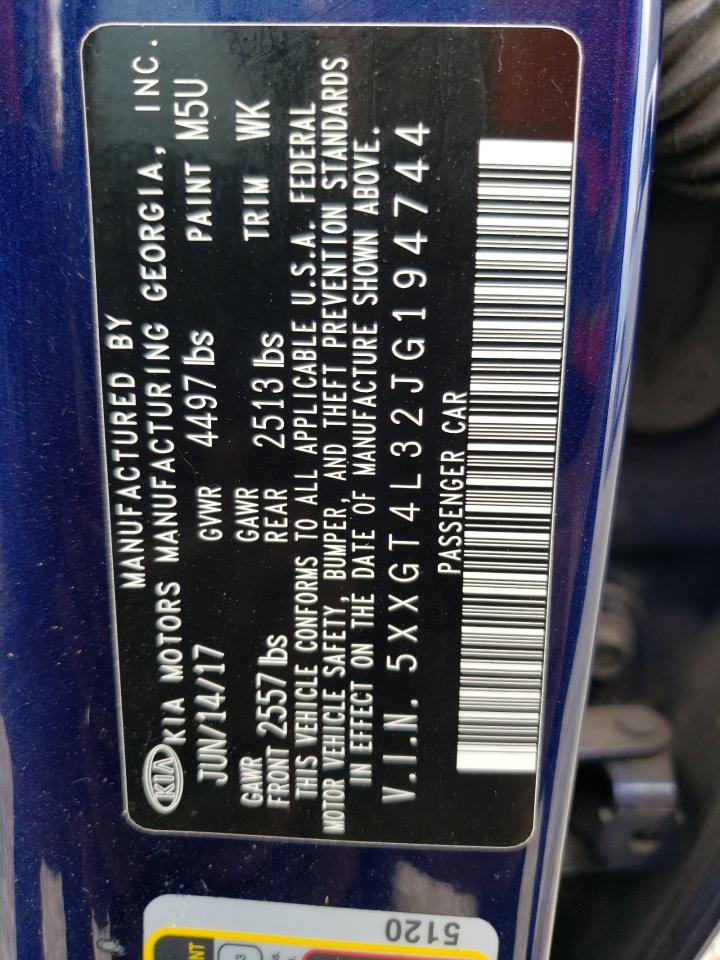 MANUFACTURED BY
KIA KIA MOTORS MANUFACTURING GEORGIA, INC.
JUN/14/17 GVWR 4497 lbs PAINT M5U
GAWR FRONT 2557 lbs GAWR REAR 2513 lbs TRIM WK
THIS VEHICLE CONFORMS TO ALL APPLICABLE U.S.A. FEDERAL
MOTOR VEHICLE SAFETY, BUMPER, AND THEFT PREVENTION STANDARDS
IN EFFECT ON THE DATE OF MANUFACTURE SHOWN ABOVE.
V.I.N. 5XXGT4L32JG194744
PASSENGER CAR
5120